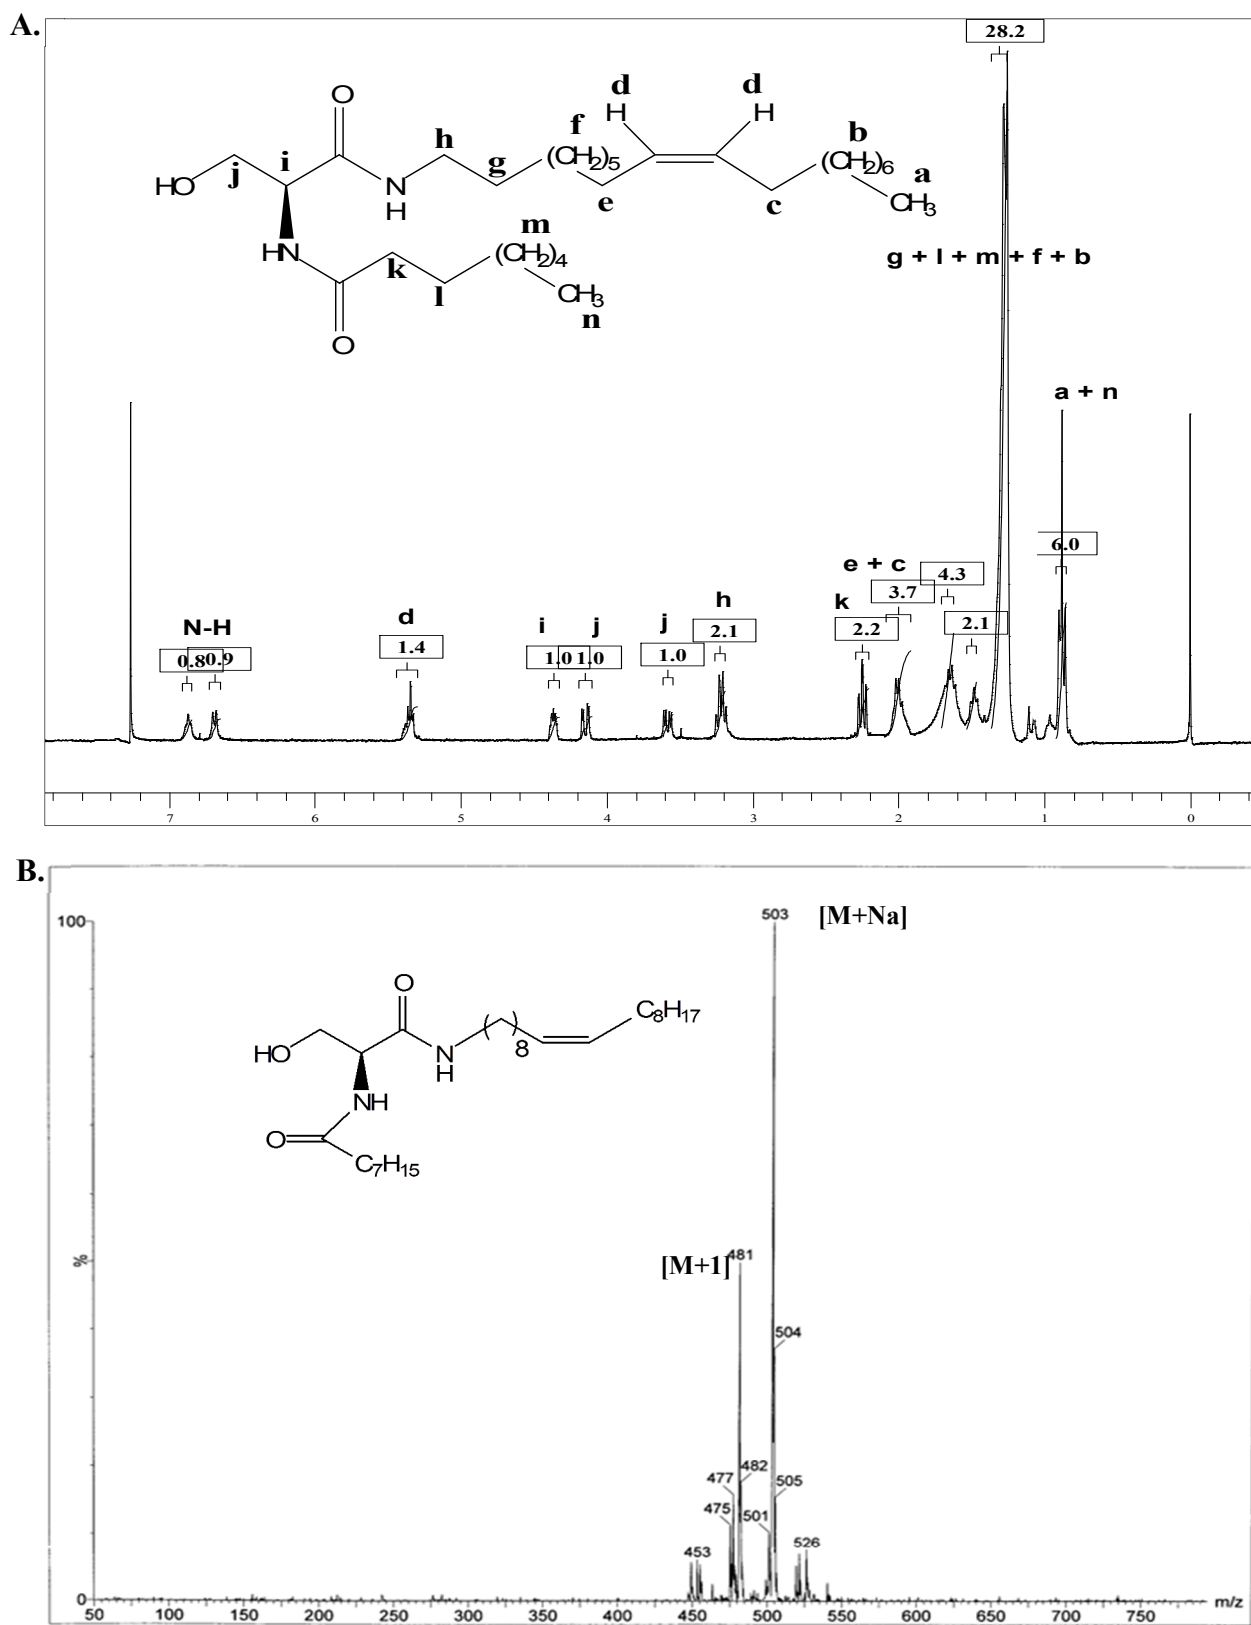 A.
28.2
O
d
d
H
H
f
b
h
i
(CH2)5
(CH2)6
a
j
g
HO
N
H
e
c
CH3
m
HN
(CH2)4
k
g + l + m + f + b
l
CH3
n
O
a + n
6.0
e + c
4.3
h
k
3.7
d
i
j
j
N-H
2.1
2.2
2.1
0.8
0.9
1.4
1.0
1.0
1.0
7
6
5
4
3
2
1
0
B.
100
503
[M+Na]
O
C8H17
HO
N
H
8
NH
O
C7H15
[M+1]
481
%
504
477
482
505
475
501
526
453
0
50
100
150
200
250
300
350
400
450
500
550
600
650
700
750
m/z